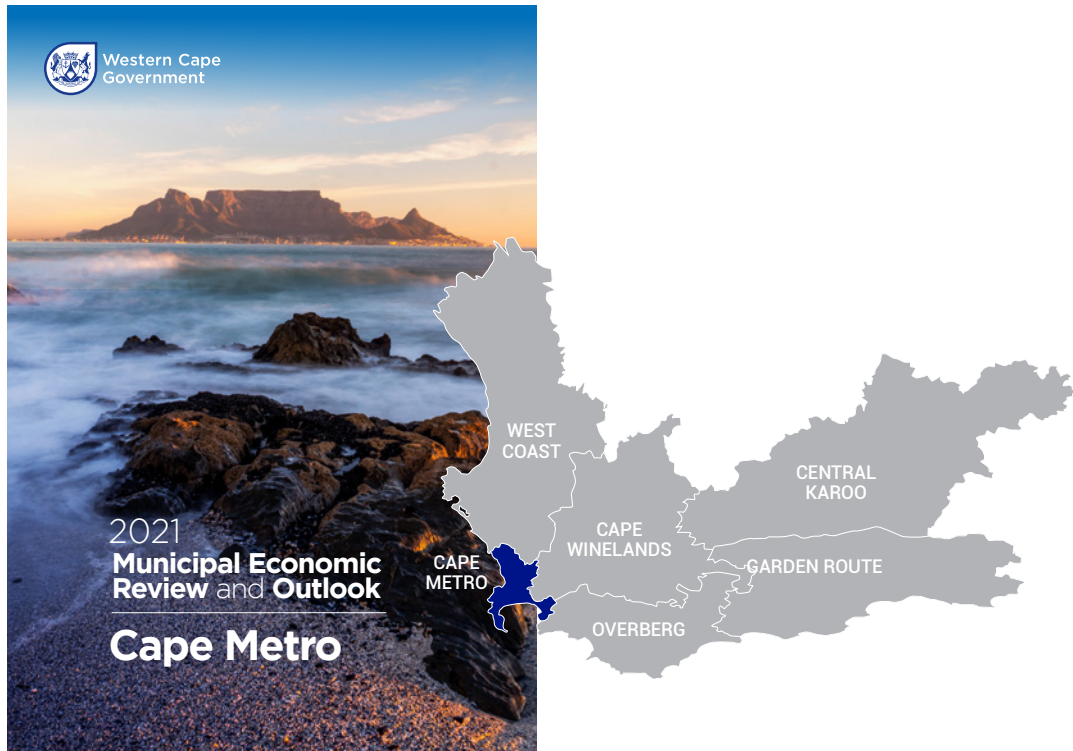 Western Cape
Government
2021
Municipal Economic
Review and Outlook
Cape Metro
WEST
COAST
CAPE
METRO
CAPE
WINELANDS
CENTRAL
KAROO
GARDEN ROUTE
OVERBERG